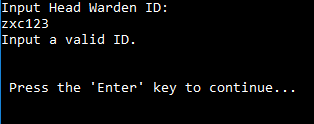 Input Head Warden ID:
zxc123
Input a valid ID.
Press the 'Enter' key to continue...